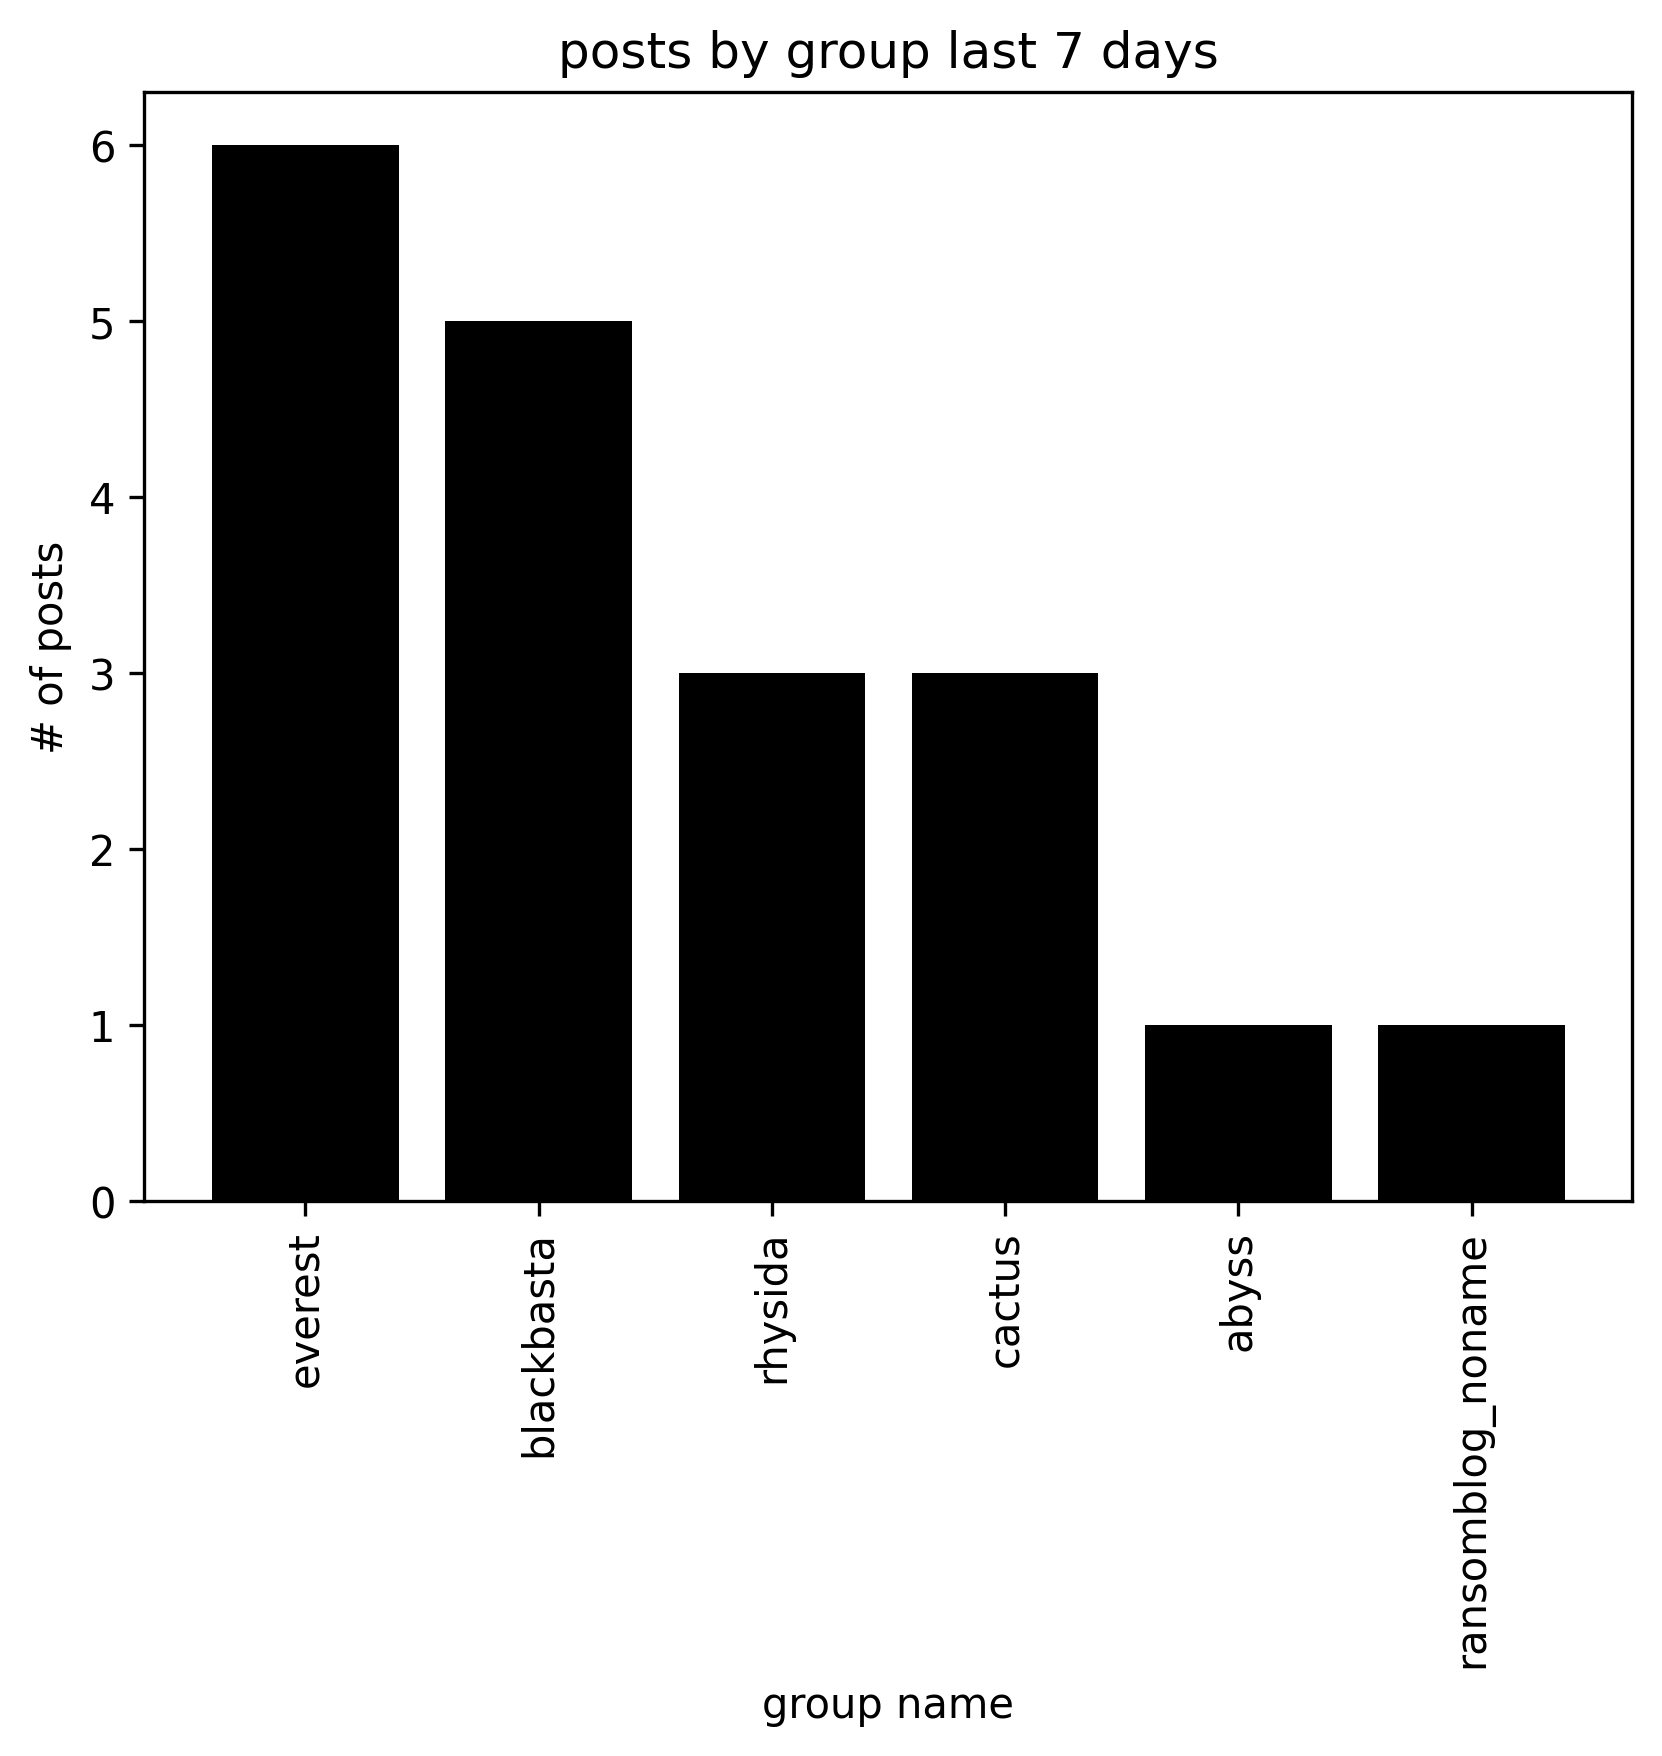 posts by group last 7 days
# of posts
6
5
4
3
2
1
0
everest
blackbasta
rhysida
cactus
abyss
ransomblog_noname
group name